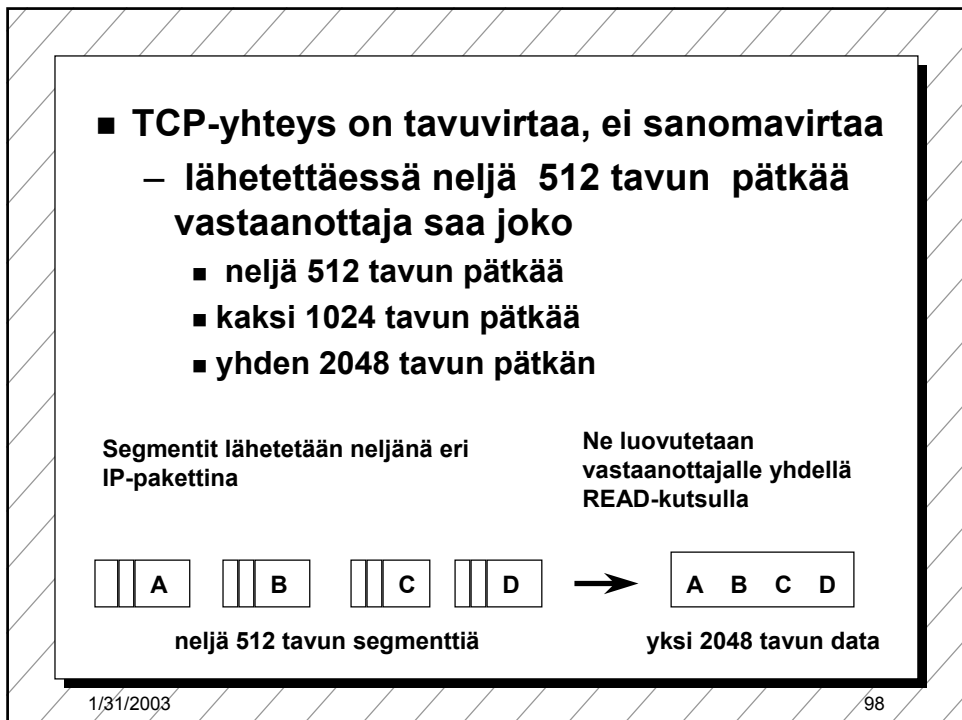 ■ TCP-yhteys on tavuvirtaa, ei sanomavirtaa
– lähetettäessä neljä 512 tavun pätkää
vastaanottaja saa joko
■ neljä 512 tavun pätkää
■ kaksi 1024 tavun pätkää
■ yhden 2048 tavun pätkän
Segmentit lähetetään neljänä eri
IP-pakettina
Ne luovutetaan
vastaanottajalle yhdellä
READ-kutsulla
A B C D A B C D
neljä 512 tavun segmenttiä yksi 2048 tavun data
1/31/2003 98